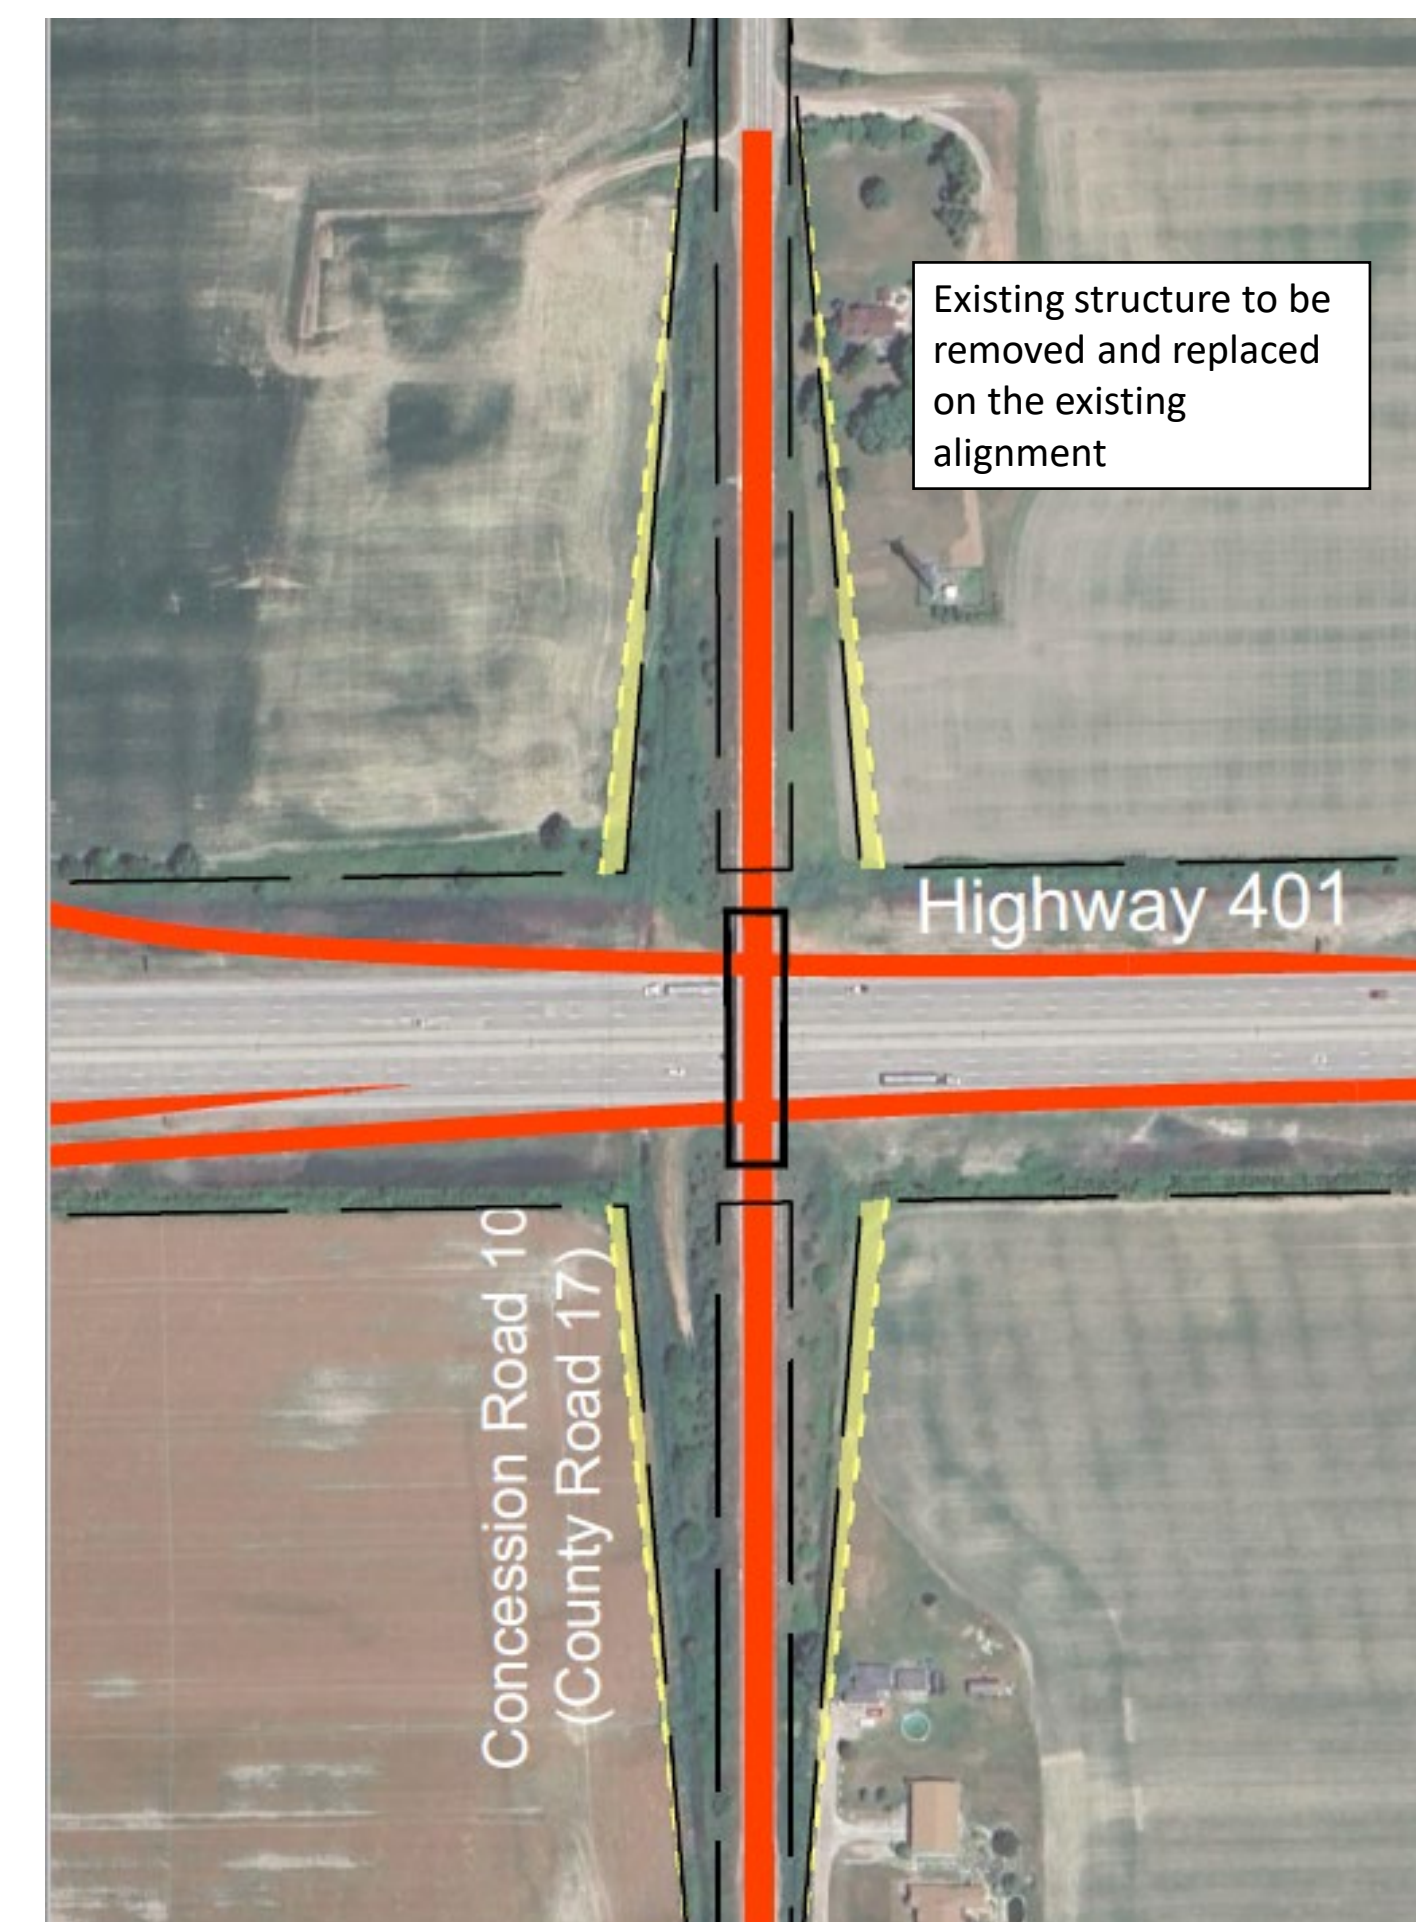 Existing structure to be
removed and replaced
on the existing
alignment
Highway 401
Concession Road 10
(County Road 17)